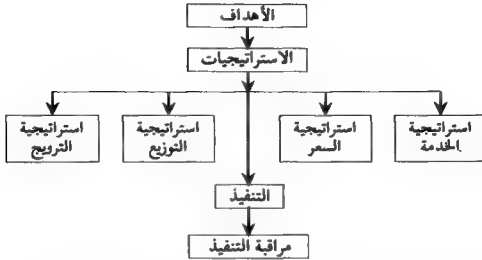 الأهداف
الاستراتيجيات
استراتيجية
الخدمة
استراتيجية
السعر
استراتيجية
التوزيع
استراتيجية
الترويج
التنفيذ
مراقبة التنفيذ